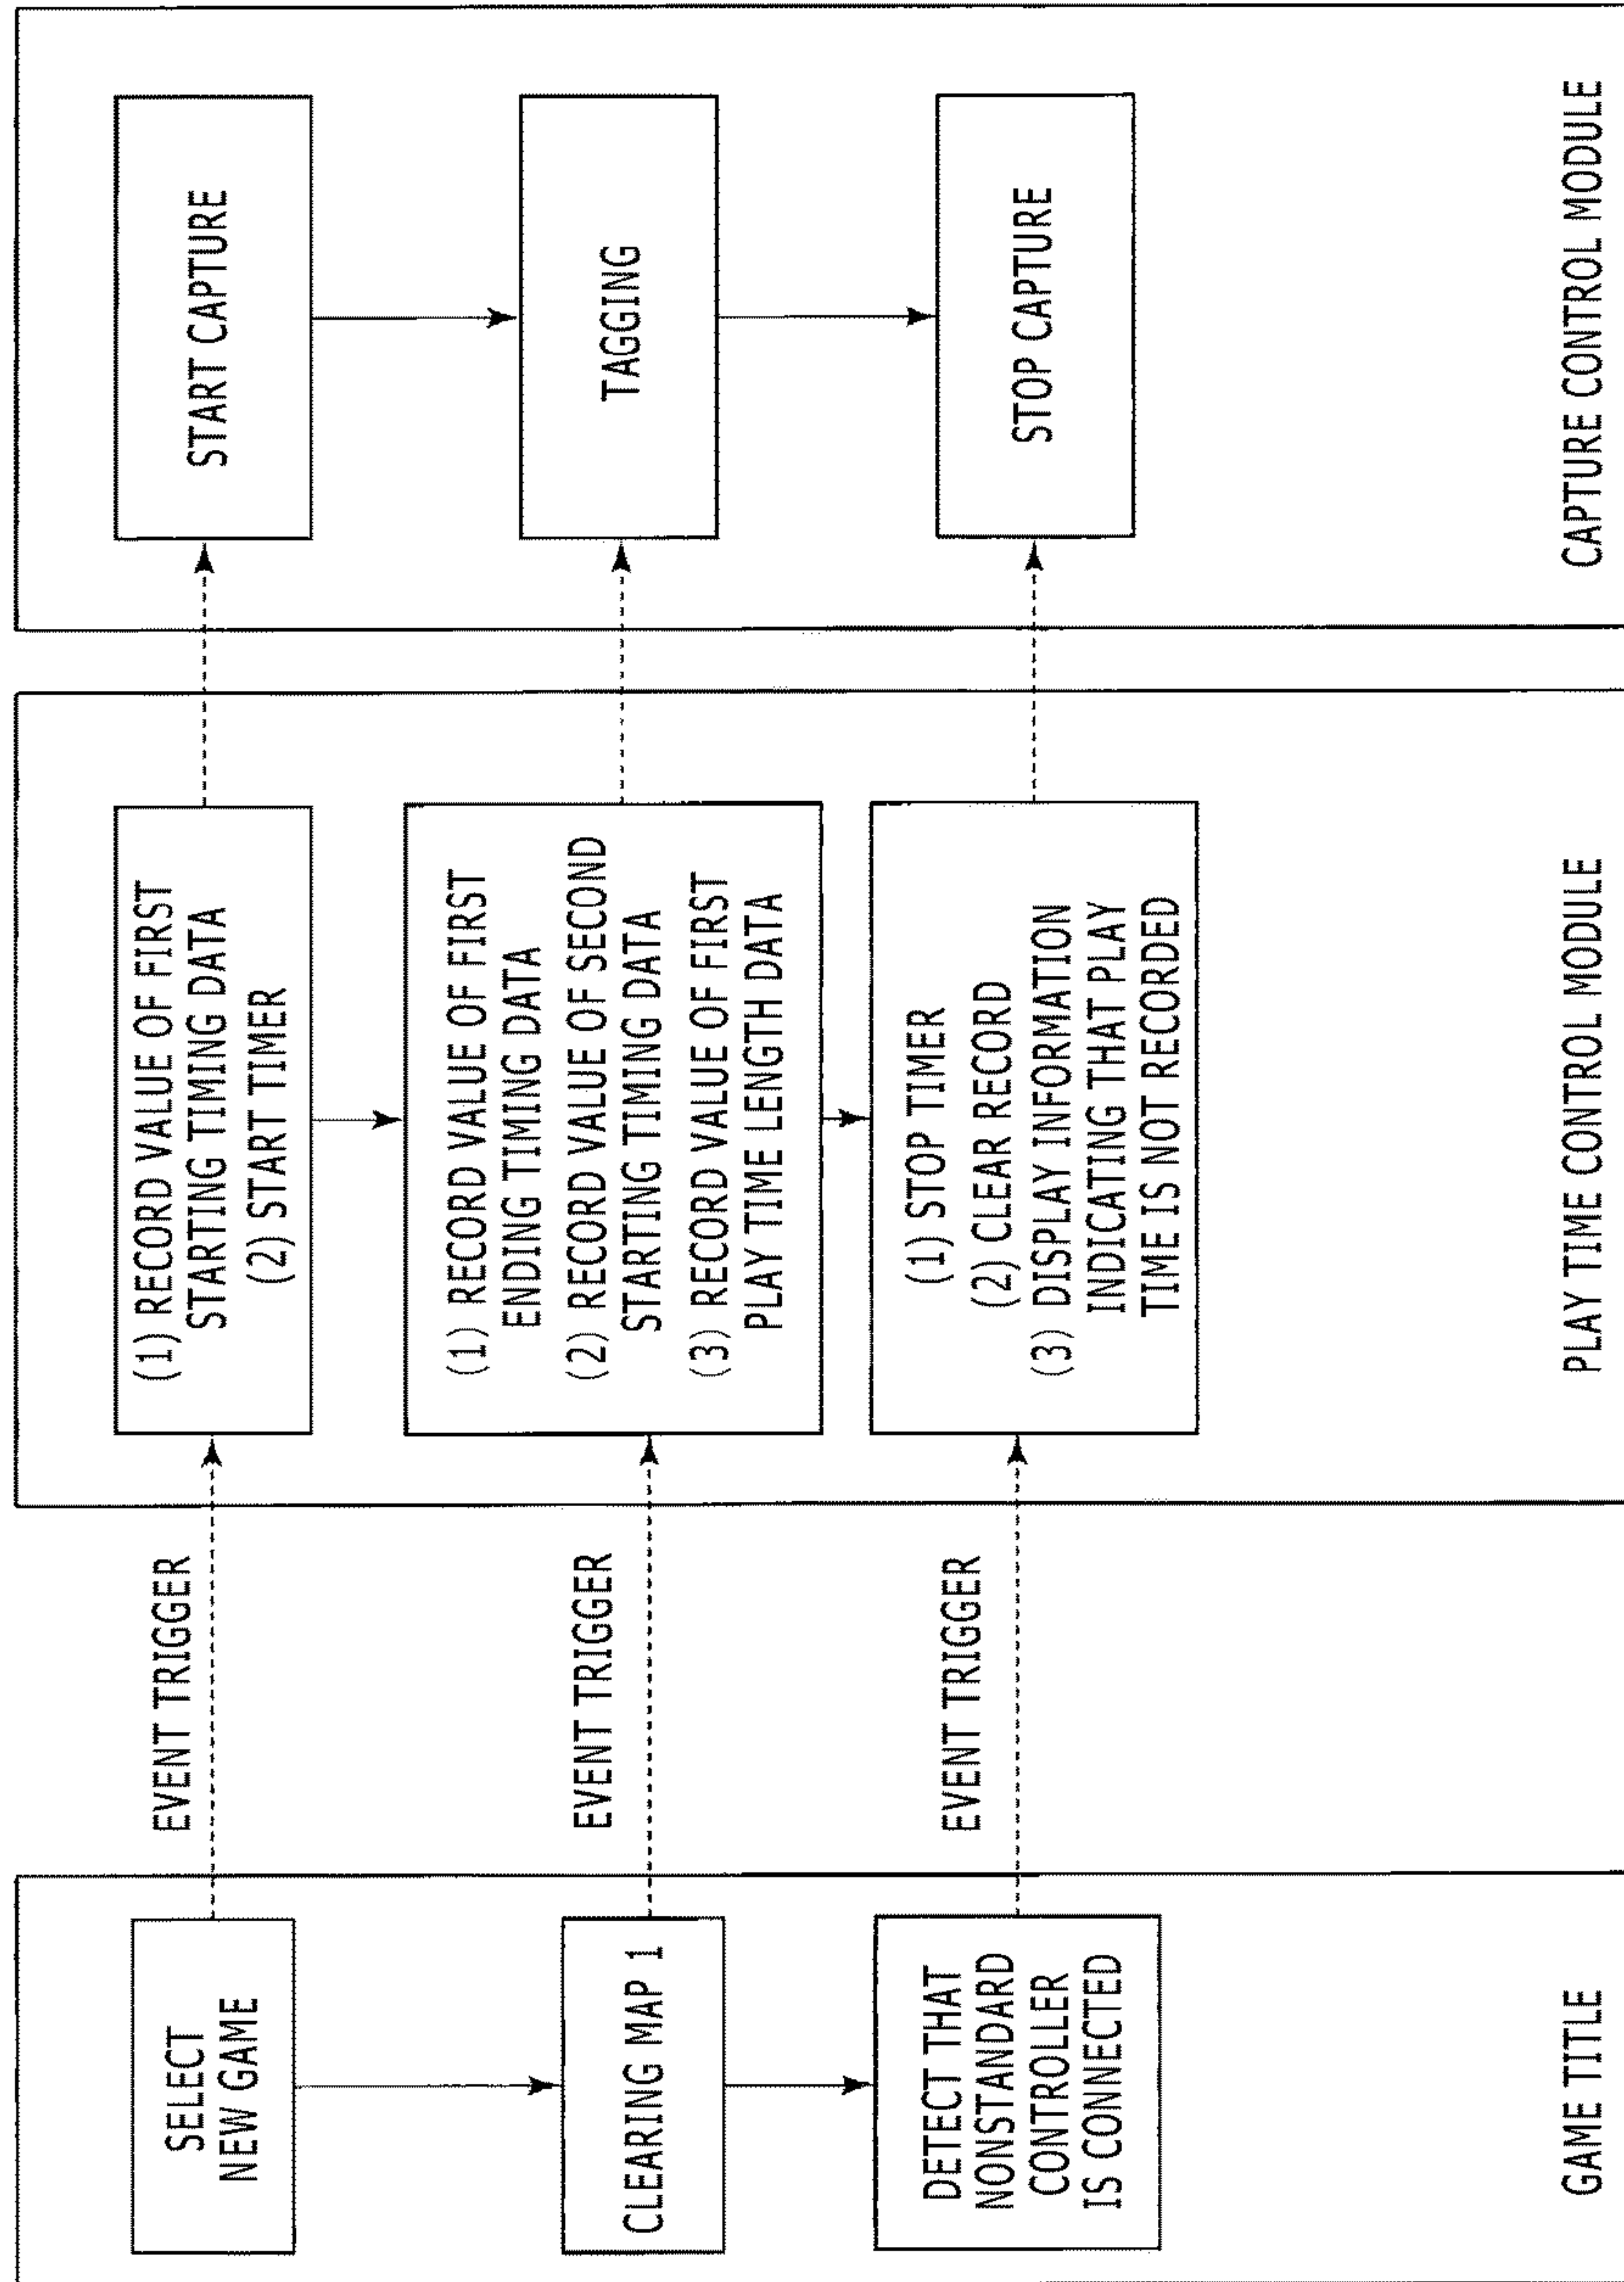 SELECT
NEW GAME
CLEARING MAP 1
DETECT THAT
NONSTANDARD
CONTROLLER
IS CONNECTED
GAME TITLE
EVENT TRIGGER
EVENT TRIGGER
EVENT TRIGGER
(1) RECORD VALUE OF FIRST
STARTING TIMING DATA
(2) START TIMER
(1) RECORD VALUE OF FIRST
ENDING TIMING DATA
(2) RECORD VALUE OF SECOND
STARTING TIMING DATA
(3) RECORD VALUE OF FIRST
PLAY TIME LENGTH DATA
(1) STOP TIMER
(2) CLEAR RECORD
(3) DISPLAY INFORMATION
INDICATING THAT PLAY
TIME IS NOT RECORDED
PLAY TIME CONTROL MODULE
START CAPTURE
TAGGING
STOP CAPTURE
CAPTURE CONTROL MODULE